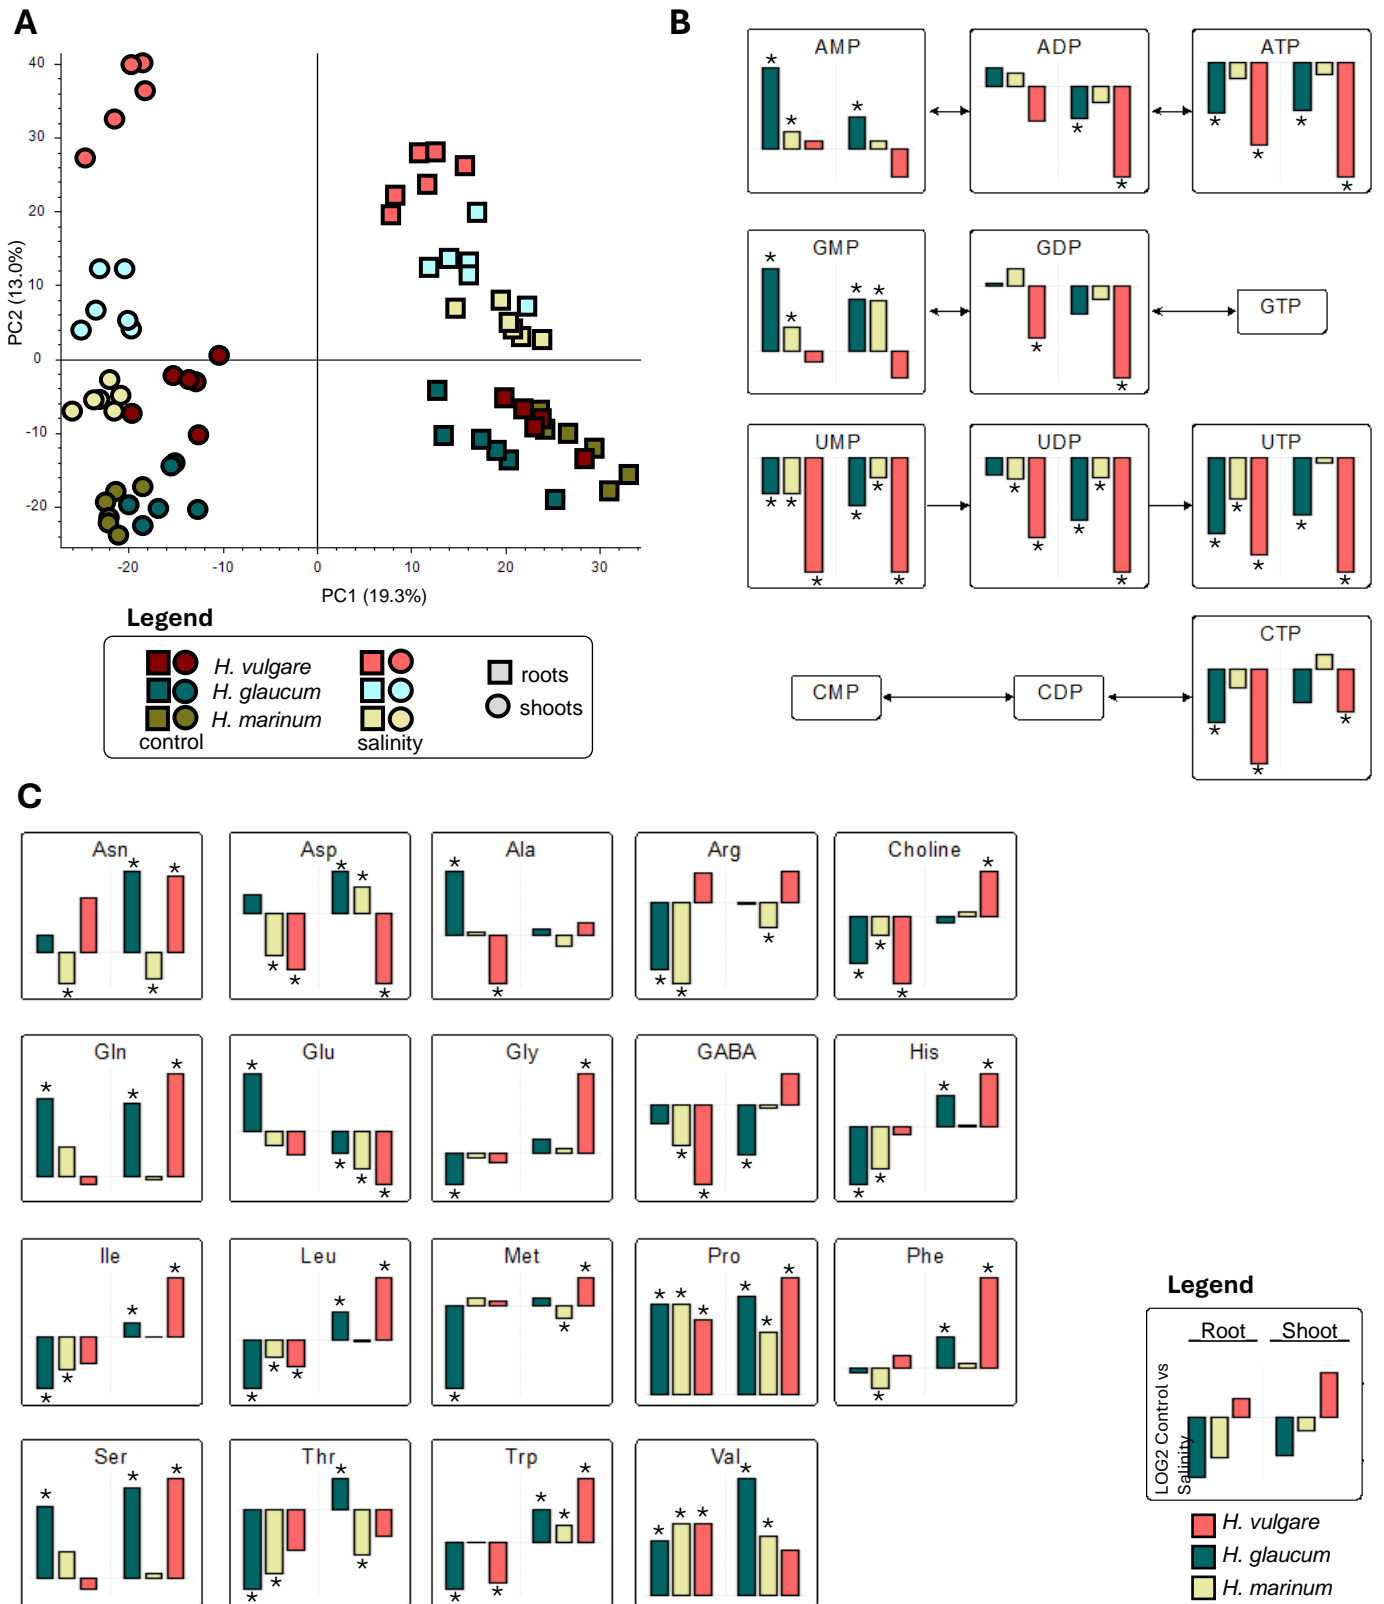 A
40
30
20
10
0
-10
-20
PC2 (13.0%)
-20
-10
0
10
20
30
PC1 (19.3%)
Legend
H. vulgare
H. glaucum
H. marinum
control
salinity
roots
shoots
B
AMP
ADP
ATP
* * *
* *
* * * *
GMP
GDP
GTP
* * * *
* *
UMP
UDP
UTP
* * * * * *
* * * * *
* * * * *
CMP
CDP
CTP
* * *
C
Asn
Asp
Ala
Arg
Choline
* * * *
* * * * *
* *
* * *
* * * *
Gln
Glu
Gly
GABA
His
* * *
* * * *
* *
* * *
* * * *
Ile
Leu
Met
Pro
Phe
* * * *
* * * * *
* * *
* * * * * *
* * *
Ser
Thr
Trp
Val
* * *
* * * *
* * * * *
* * * * *
Legend
Root
Shoot
LOG2 Control vs
Salinity
H. vulgare
H. glaucum
H. marinum